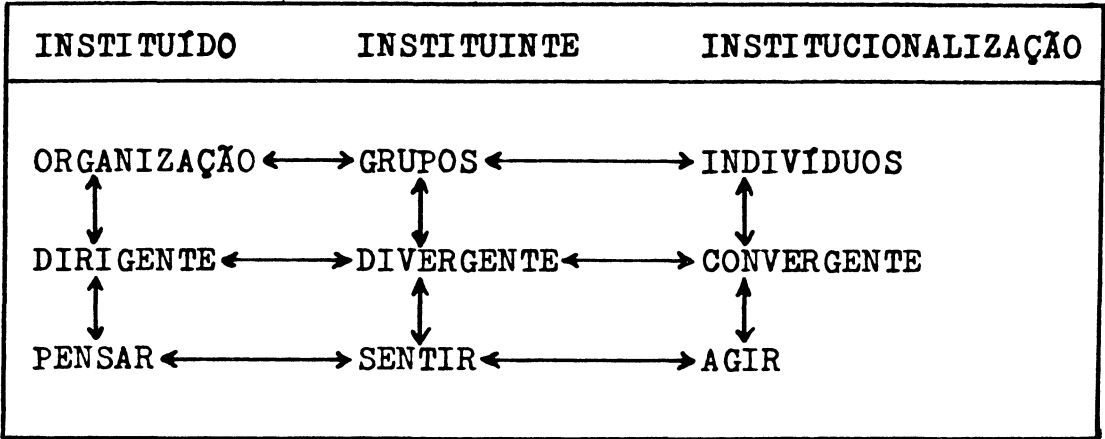 INSTITUÍDO INSTITUINTE INSTITUCIONALIZAÇÃO
ORGANIZAÇÃO GRUPOS INDIVÍDUOS
DIRIGENTE DIVERGENTE CONVERGENTE
PENSAR SENTIR AGIR